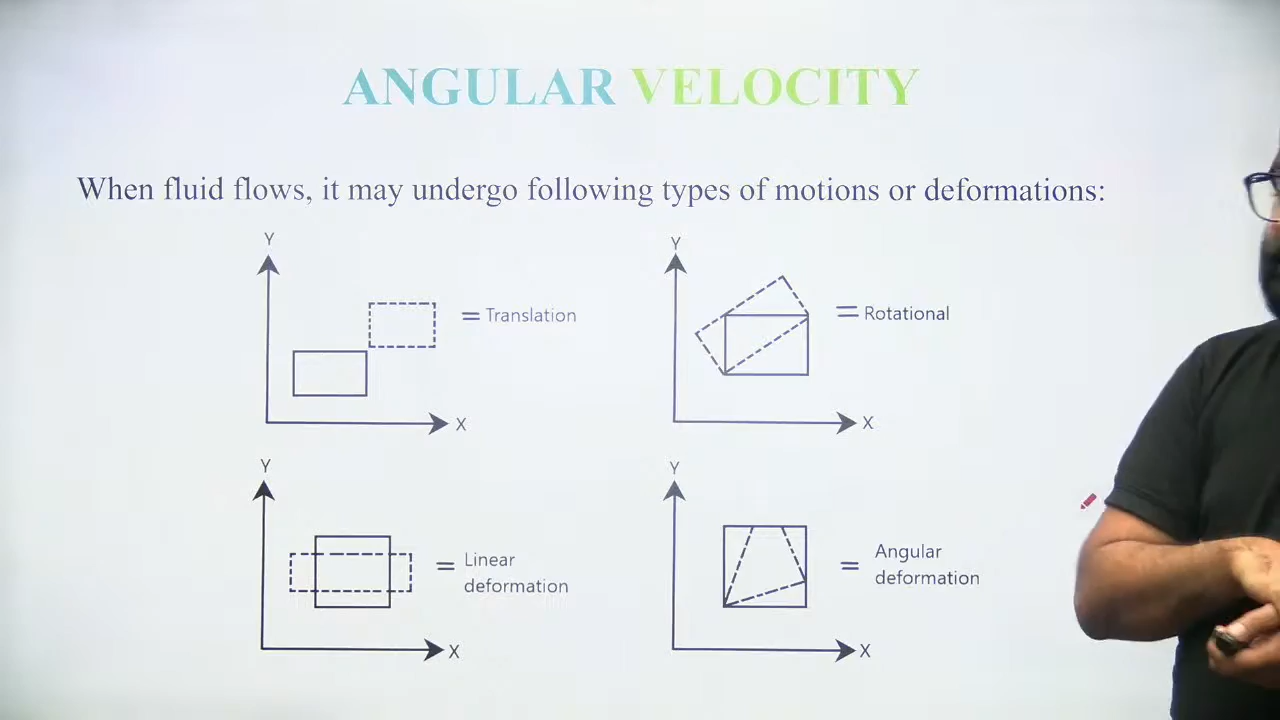 ANGULAR VELOCITY
When fluid flows, it may undergo following types of motions or deformations:
Y
= Translation
X
Y
= Rotational
X
Y
= Linear
deformation
X
Y
= Angular
deformation
X